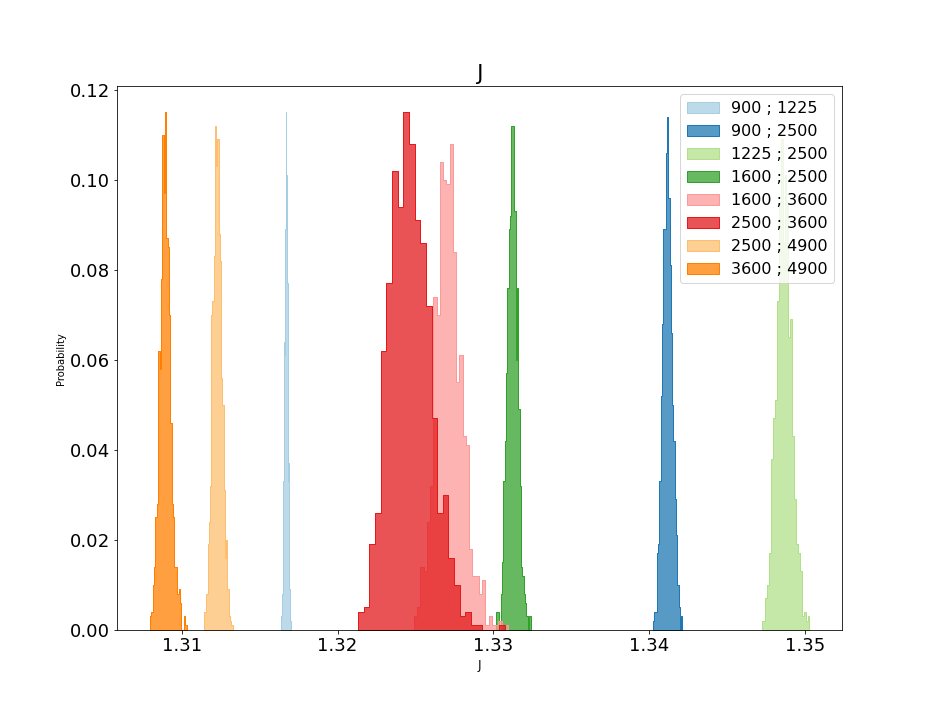 J
0.12
0.10
0.08
0.06
0.04
0.02
0.00
Probability
900 ; 1225
900 ; 2500
1225 ; 2500
1600 ; 2500
1600 ; 3600
2500 ; 3600
2500 ; 4900
3600 ; 4900
1.31 1.32 1.33 1.34 1.35
J